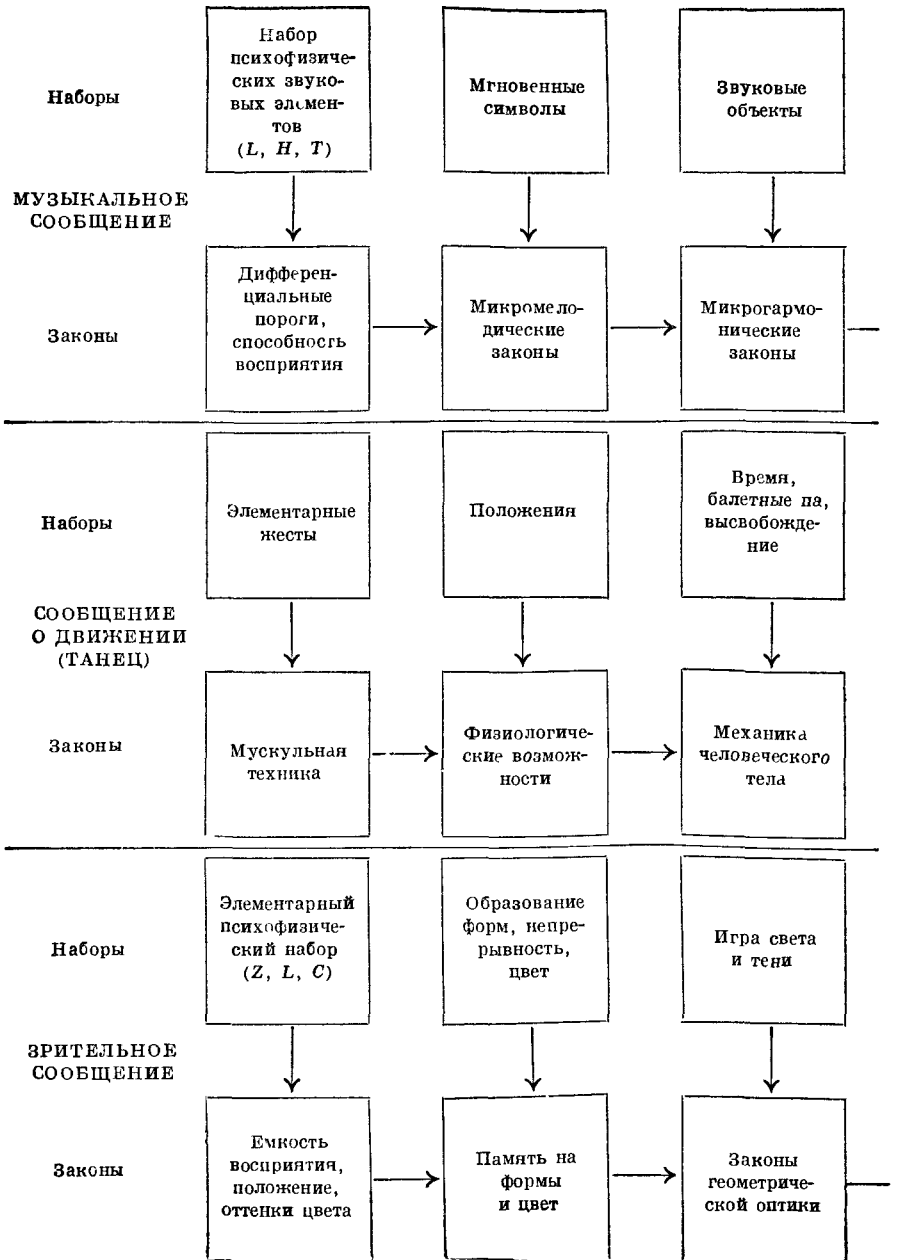 Наборы
Набор
психофизиче-
ских звуко-
вых элемен-
тов
(L, H, T)
Мгновенные
символы
Звуковые
объекты
МУЗЫКАЛЬНОЕ
СООБЩЕНИЕ
Законы
Дифферен-
циальные
пороги,
способность
восприятия
Микромело-
дические
законы
Микрогармо-
нические
законы
Наборы
Элементарные
жесты
Положения
Время,
балетные па,
высвобожде-
ние
СООБЩЕНИЕ
О ДВИЖЕНИИ
(ТАНЕЦ)
Законы
Мускульная
техника
Физиологиче-
ские возмож-
ности
Механика
человеческого
тела
Наборы
Элементарный
психофизиче-
ский набор
(Z, L, C)
Образование
форм, непре-
рывность,
цвет
Игра света
и тени
ЗРИТЕЛЬНОЕ
СООБЩЕНИЕ
Законы
Емкость
восприятия,
положение,
оттенки цвета
Память на
формы
и цвет
Законы
геометриче-
ской оптики